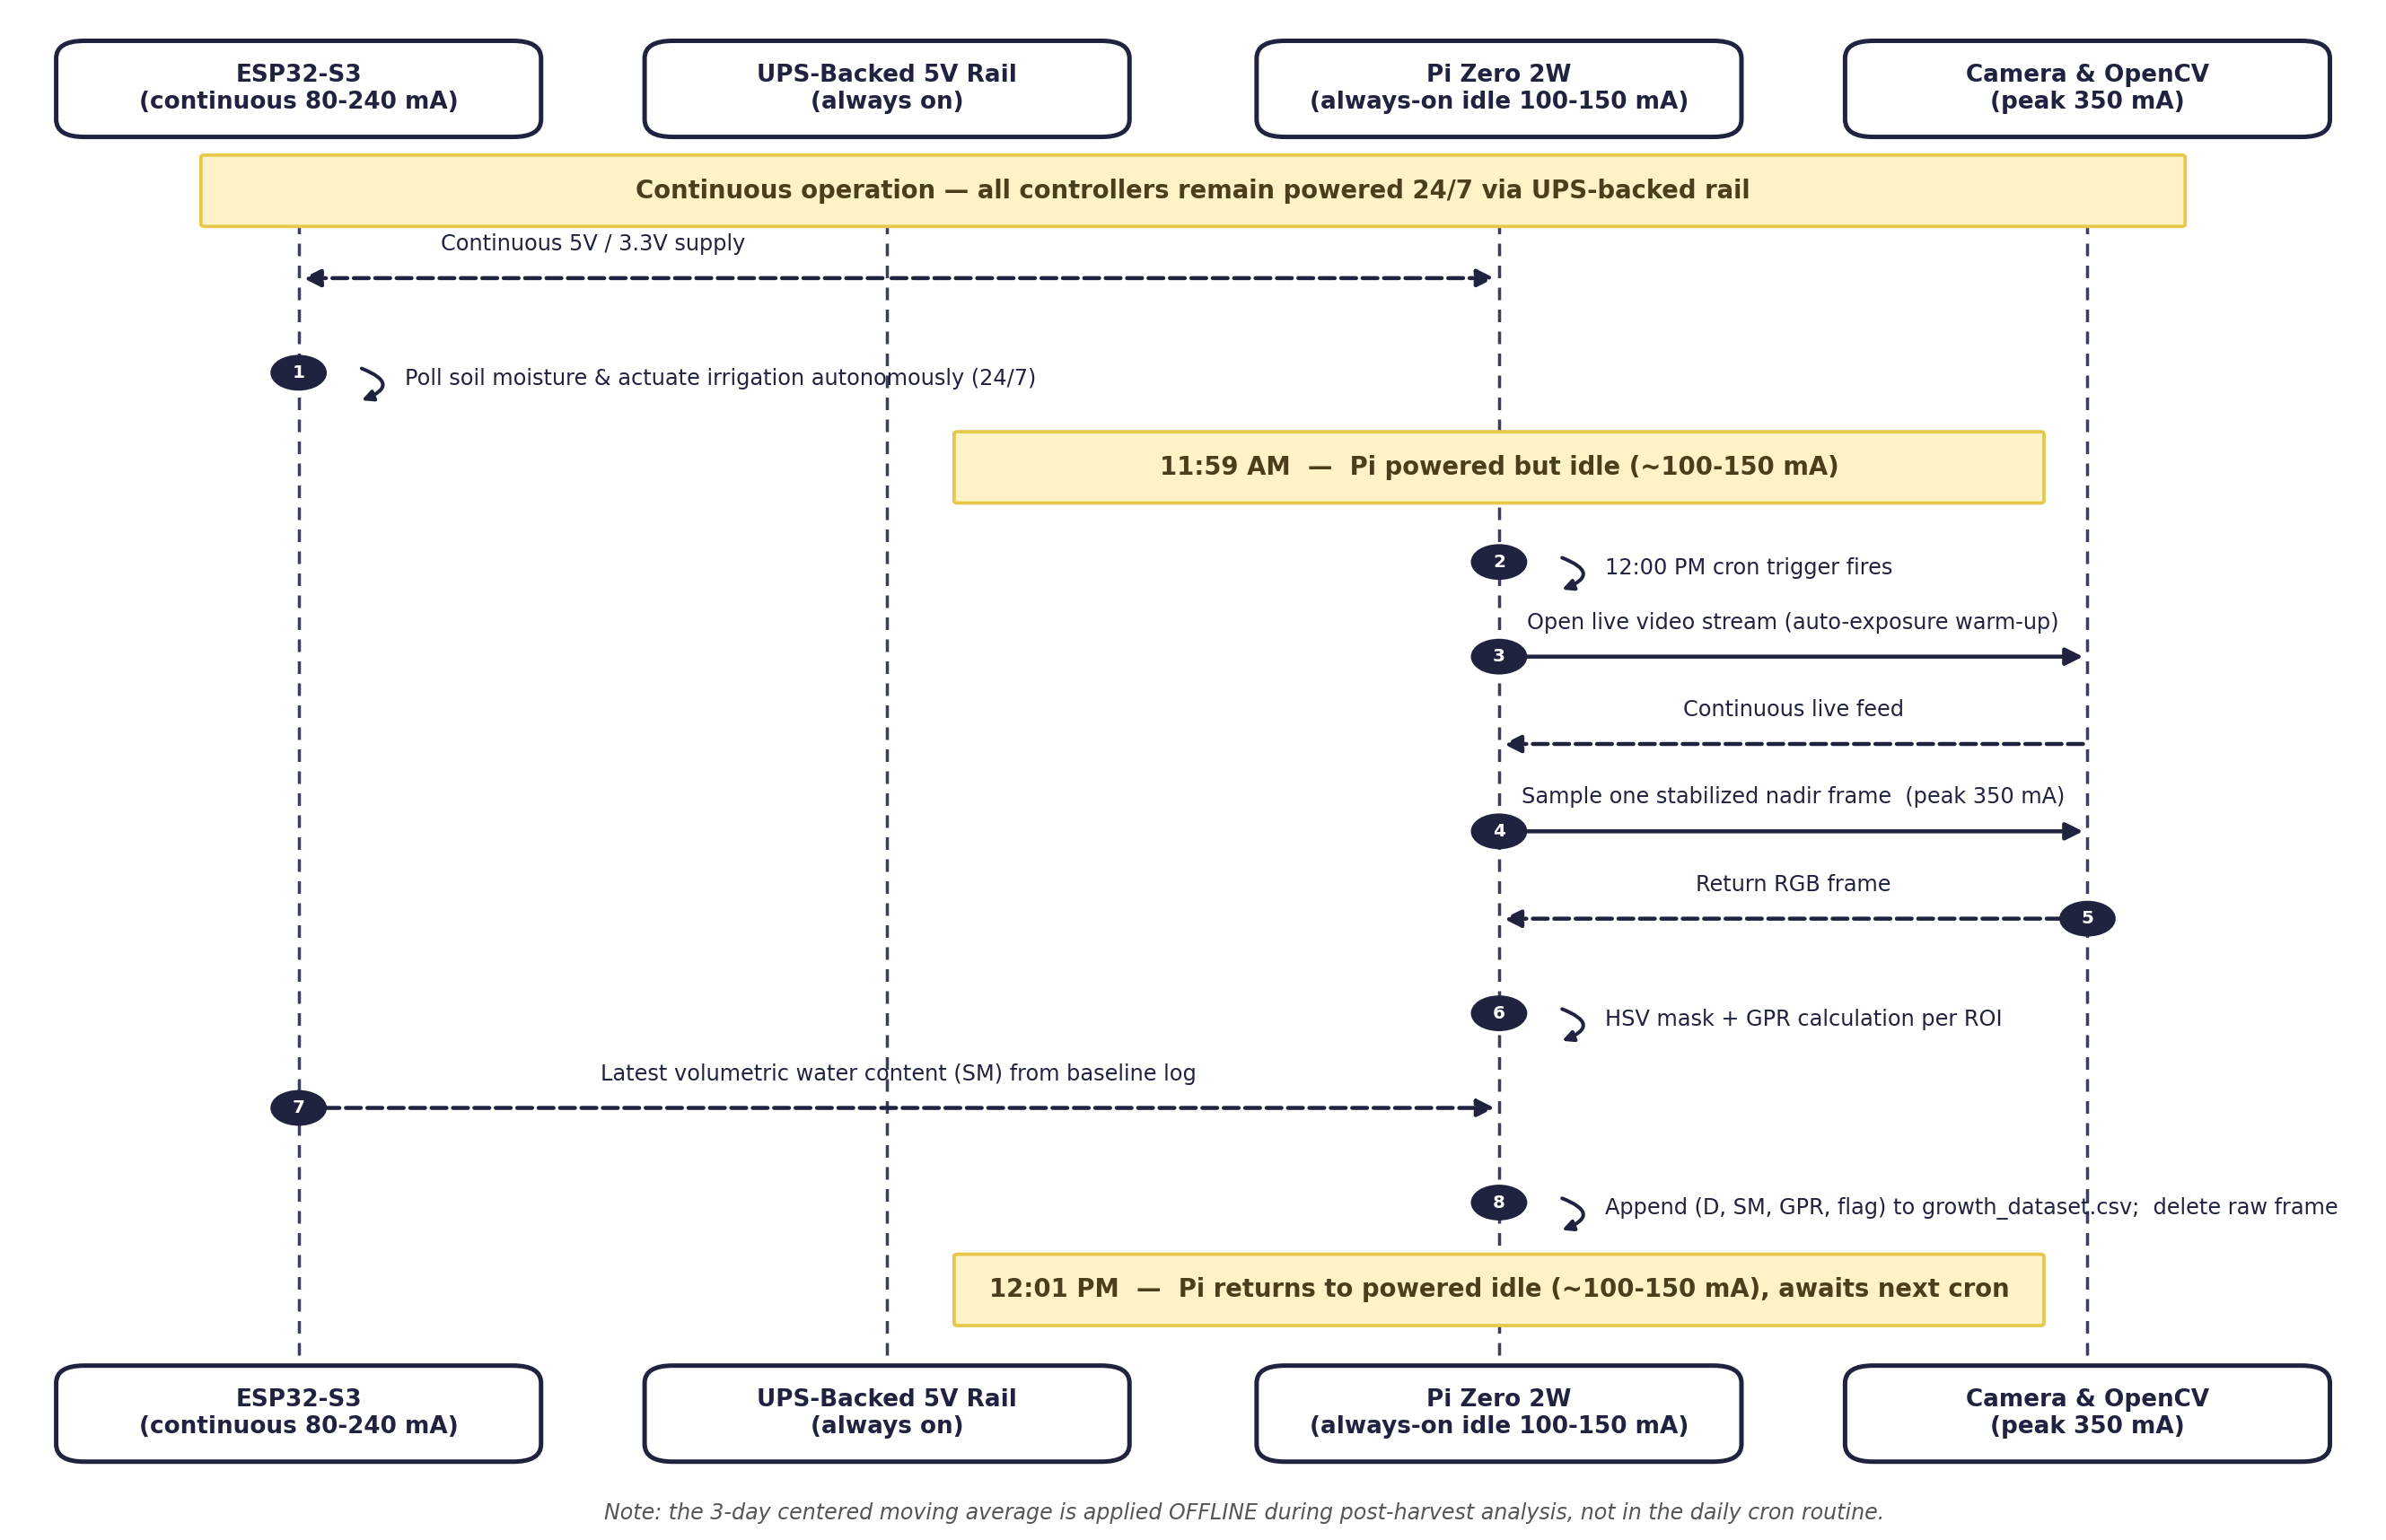 ESP32-S3
(continuous 80-240 mA)
UPS-Backed 5V Rail
(always on)
Pi Zero 2W
(always-on idle 100-150 mA)
Camera & OpenCV
(peak 350 mA)
Continuous operation — all controllers remain powered 24/7 via UPS-backed rail
Continuous 5V / 3.3V supply
1
Poll soil moisture & actuate irrigation autonomously (24/7)
11:59 AM — Pi powered but idle (~100-150 mA)
2
12:00 PM cron trigger fires
Open live video stream (auto-exposure warm-up)
3
Continuous live feed
Sample one stabilized nadir frame (peak 350 mA)
4
Return RGB frame
5
6
HSV mask + GPR calculation per ROI
Latest volumetric water content (SM) from baseline log
7
8
Append (D, SM, GPR, flag) to growth_dataset.csv; delete raw frame
12:01 PM — Pi returns to powered idle (~100-150 mA), awaits next cron
ESP32-S3
(continuous 80-240 mA)
UPS-Backed 5V Rail
(always on)
Pi Zero 2W
(always-on idle 100-150 mA)
Camera & OpenCV
(peak 350 mA)
Note: the 3-day centered moving average is applied OFFLINE during post-harvest analysis, not in the daily cron routine.